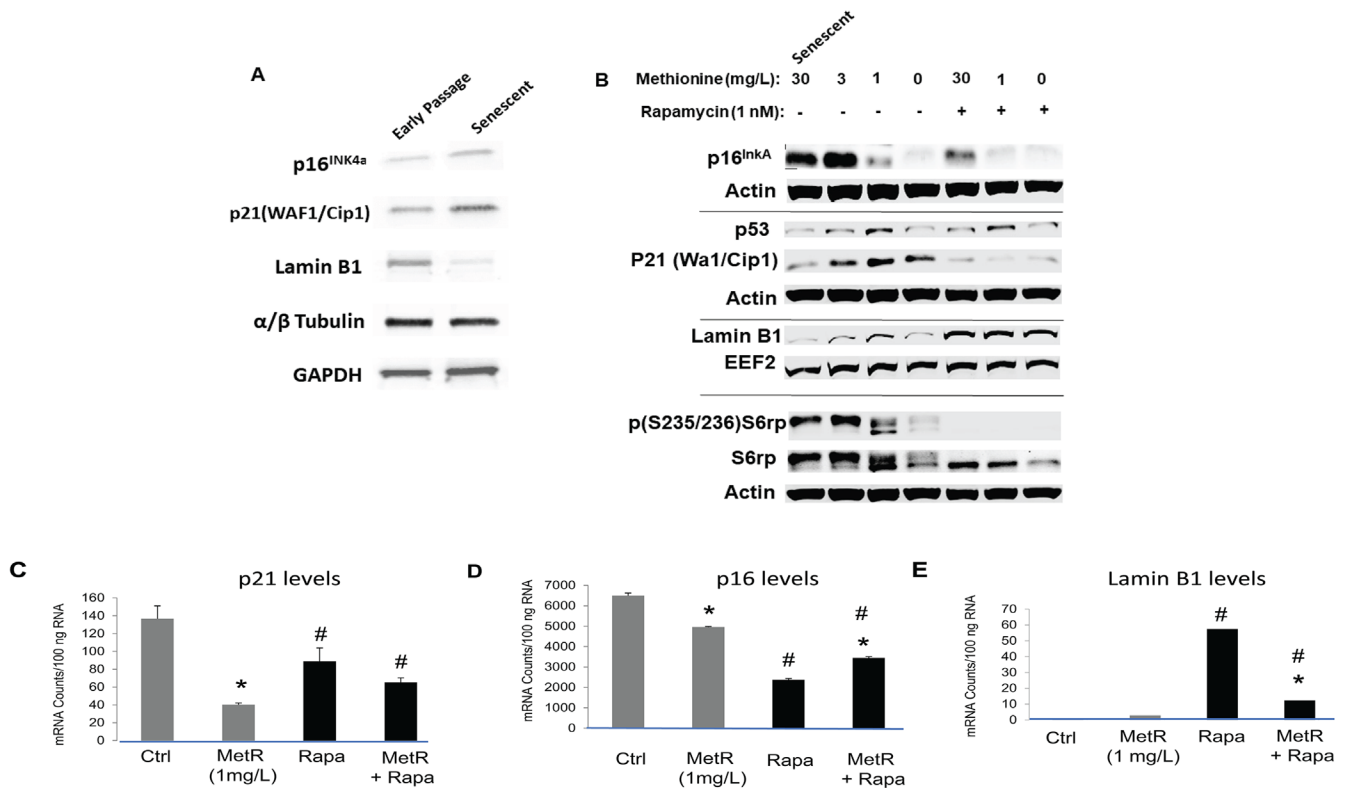 A
Early Passage
Senescent
p16INK4a
p21(WAF1/Cip1)
Lamin B1
α/β Tubulin
GAPDH
B
Senescent
Methionine (mg/L): 30 3 1 0 30 1 0
Rapamycin (1 nM): - - - - + + +
p16InkA
Actin
p53
P21 (Wa1/Cip1)
Actin
Lamin B1
EEF2
p(S235/236)S6rp
S6rp
Actin
C
p21 levels
mRNA Counts/100 ng RNA
160
140
120
100
80
60
40
20
0
*
#
#
Ctrl MetR Rapa MetR
(1mg/L) + Rapa
D
p16 levels
mRNA Counts/100 ng RNA
7000
6000
5000
4000
3000
2000
1000
0
*
#
#
*
Ctrl MetR Rapa MetR
(1mg/L) + Rapa
E
Lamin B1 levels
mRNA Counts/100 ng RNA
70
60
50
40
30
20
10
0
#
#
*
Ctrl MetR Rapa MetR
(1 mg/L) + Rapa